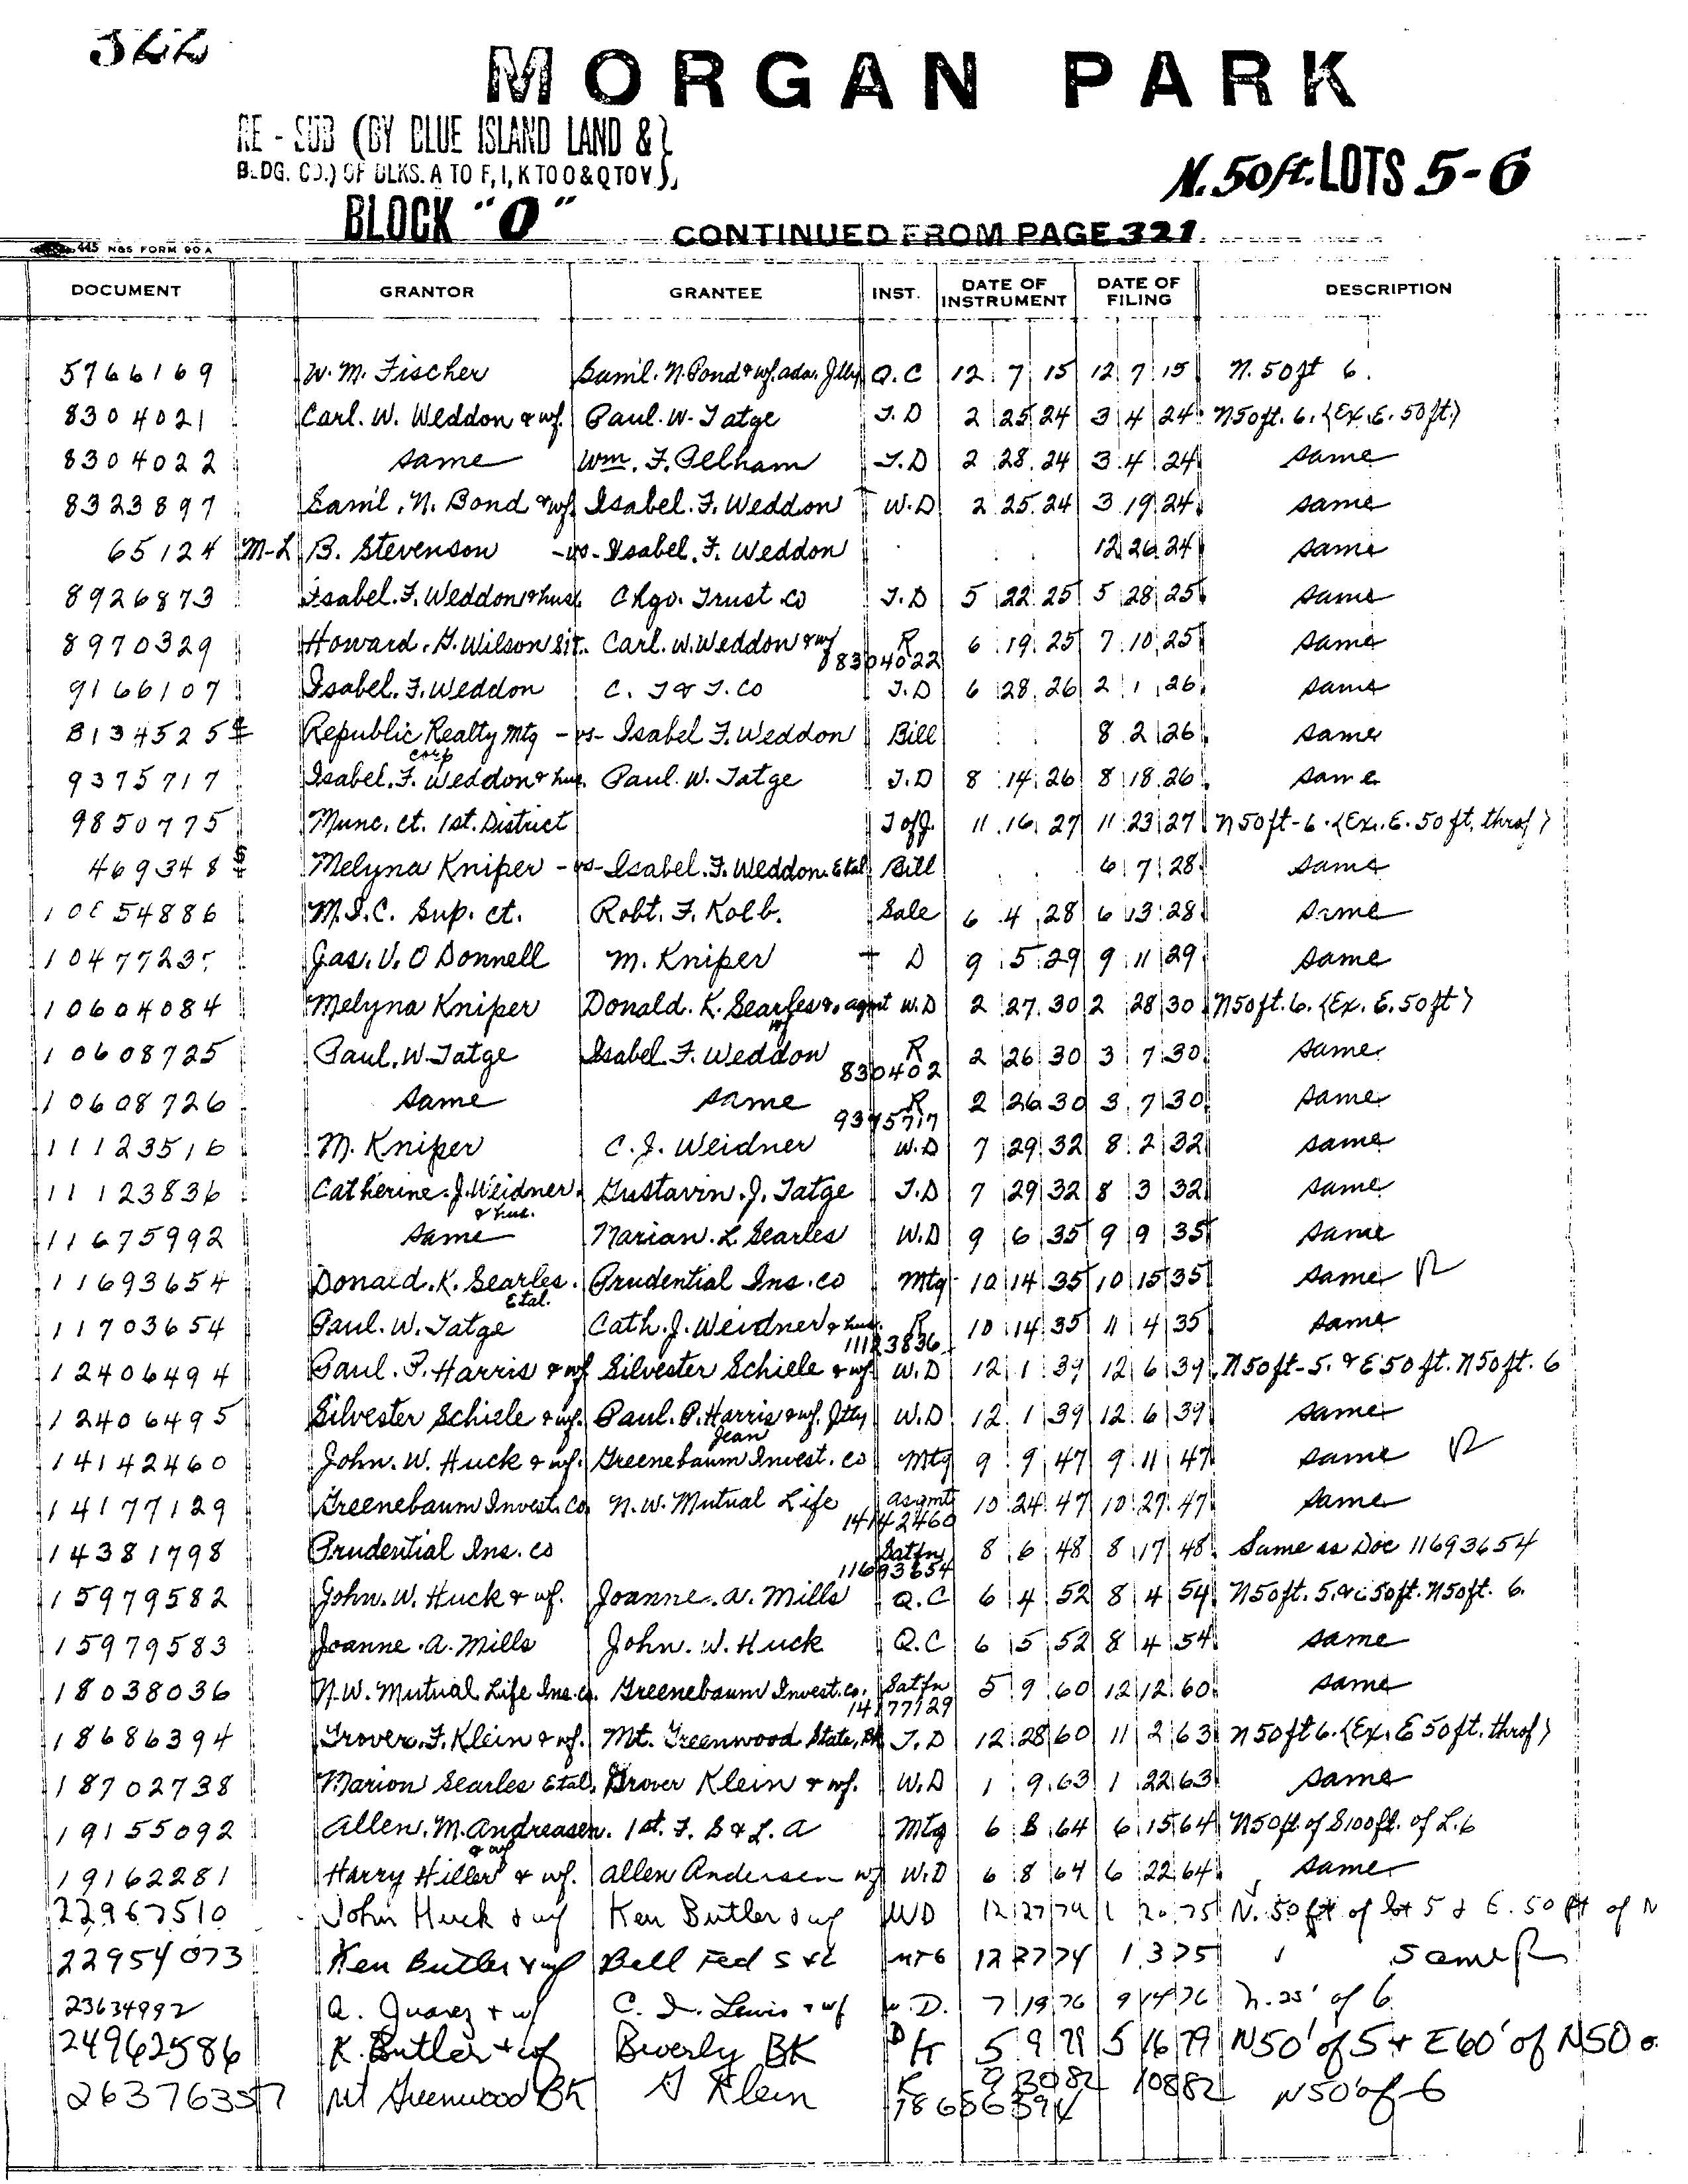 322
MORGAN PARK
RE - SUB (BY BLUE ISLAND LAND &
BLDG. CO.) OF BLKS. A TO F, I, K TO O & Q TO V),
N. 50 ft. LOTS 5-6
BLOCK "O"
CONTINUED FROM PAGE 321
445 N&S FORM 90 A
DOCUMENT GRANTOR GRANTEE INST. DATE OF INSTRUMENT DATE OF FILING DESCRIPTION
5766169 W. M. Fischer Saml. N. Pond & wf. ada. Jtly Q.C 12 7 15 12 7 15 N. 50 ft 6.
8304021 Carl. W. Weddon & wf. Paul. W. Tatge T.D 2 25 24 3 4 24 N50ft. 6. (Ex. E. 50 ft.)
8304022 same Wm. F. Pelham T.D 2 28 24 3 4 24 same
8323897 Saml. N. Bond & wf. Isabel. F. Weddon W.D 2 25 24 3 19 24 same
65124 M-L B. Stevenson -vs- Isabel. F. Weddon 12 26 24 same
8926873 Isabel. F. Weddon & hus. Chgo. Trust Co T.D 5 22 25 5 28 25 same
8970329 Howard. G. Wilson Carl. W. Weddon & wf R 6 19 25 7 10 25 same
8304022
9166107 Isabel. F. Weddon C. T & T. Co T.D 6 28 26 2 1 26 same
B134525 Republic Realty Mtg -vs- Isabel F. Weddon Bill 8 2 26 same
corp
9375717 Isabel. F. Weddon & hus. Paul. W. Tatge T.D 8 14 26 8 18 26 same
9850775 Munc. ct. 1st. District T of J. 11 16 27 11 23 27 N50ft-6. (Ex. E. 50 ft. throf)
469348 Melyna Kniper -vs- Isabel. F. Weddon. Etal Bill 6 7 28 same
54886 M.I.C. Sup. ct. Robt. F. Kolb. Sale 6 4 28 6 13 28 same
1047723 Jas. V. O Donnell M. Kniper D 9 5 29 9 11 29 same
10604084 Melyna Kniper Donald. K. Searles & agmt W.D 2 27 30 2 28 30 N50ft. 6. (Ex. E. 50 ft)
wf
10608725 Paul. W Tatge Isabel F. Weddon R 2 26 30 3 7 30 same
830402
10608726 same same R 2 26 30 3 7 30 same
9375717
11123516 M. Kniper C. J. Weidner W.D 7 29 32 8 2 32 same
11123836 Catherine. J. Weidner Gustavin. J. Tatge T.D 7 29 32 8 3 32 same
& hus.
11675992 same Marian. L Searles W.D 9 6 35 9 9 35 same
11693654 Donald. K. Searles. Prudential Ins. co Mtg 10 14 35 10 15 35 same R
Etal.
11703654 Paul. W. Tatge Cath. J. Weidner & hus. R 10 14 35 11 4 35 same
11123836
12406494 Paul. P. Harris & wf Silvester Schiele & wf. W.D 12 1 39 12 6 39 N50ft-5. & E 50 ft. N50ft. 6
12406495 Silvester Schiele & wf. Paul. P. Harris & wf. Jtly W.D 12 1 39 12 6 39 same
Jean
14142460 John. W. Huck & wf. Greenebaum Invest. co Mtg 9 9 47 9 11 47 same R
14177129 Greenebaum Invest. Co. N. W. Mutual Life asgmt 10 24 47 10 27 47 same
14142460
14381798 Prudential Ins. co Satfn 8 6 48 8 17 48 Same as Doc 11693654
11693654
15979582 John. W. Huck & wf. Joanne. A. Mills Q.C 6 4 52 8 4 54 N50ft. 5. & E 50ft. N50ft. 6.
15979583 Joanne. A. Mills John. W. Huck Q.C 6 5 52 8 4 54 same
18038036 N.W. Mutual Life Ins. co. Greenebaum Invest. co. Satfn 5 9 60 12 12 60 same
14177129
18686394 Grover. F. Klein & wf. Mt. Greenwood State. Bk T.D 12 28 60 11 2 63 N50ft 6. (Ex. E 50ft. throf)
18702738 Marion Searles Etal. Grover Klein & wf. W.D 1 9 63 1 22 63 same
19155092 Allen. M. Andreasen. 1st. F. S & L. A Mtg 6 8 64 6 15 64 N50ft. of S100ft. of L. 6
& wf
19162281 Harry Hiller & wf. Allen Andersen wf W.D 6 8 64 6 22 64 same
22967510 John Huck & wf Ken Butler & wf WD 12 27 74 1 20 75 N. 50 ft of lot 5 & E. 50 ft of N
22954073 Ken Butler & wf Bell Fed S & L MTG 12 27 74 1 3 75 same R
23634992 A. Juarez + wf C. L. Lewis + wf W.D. 7 19 76 9 14 76 N. 25' of 6
24962586 K. Butler + wf Beverly BK 5 9 79 5 16 79 N50' of 5 + E 60' of N50
26376357 Mt Greenwood Bk G Klein R 9 30 82 10 8 82 N50' of 6
18686394